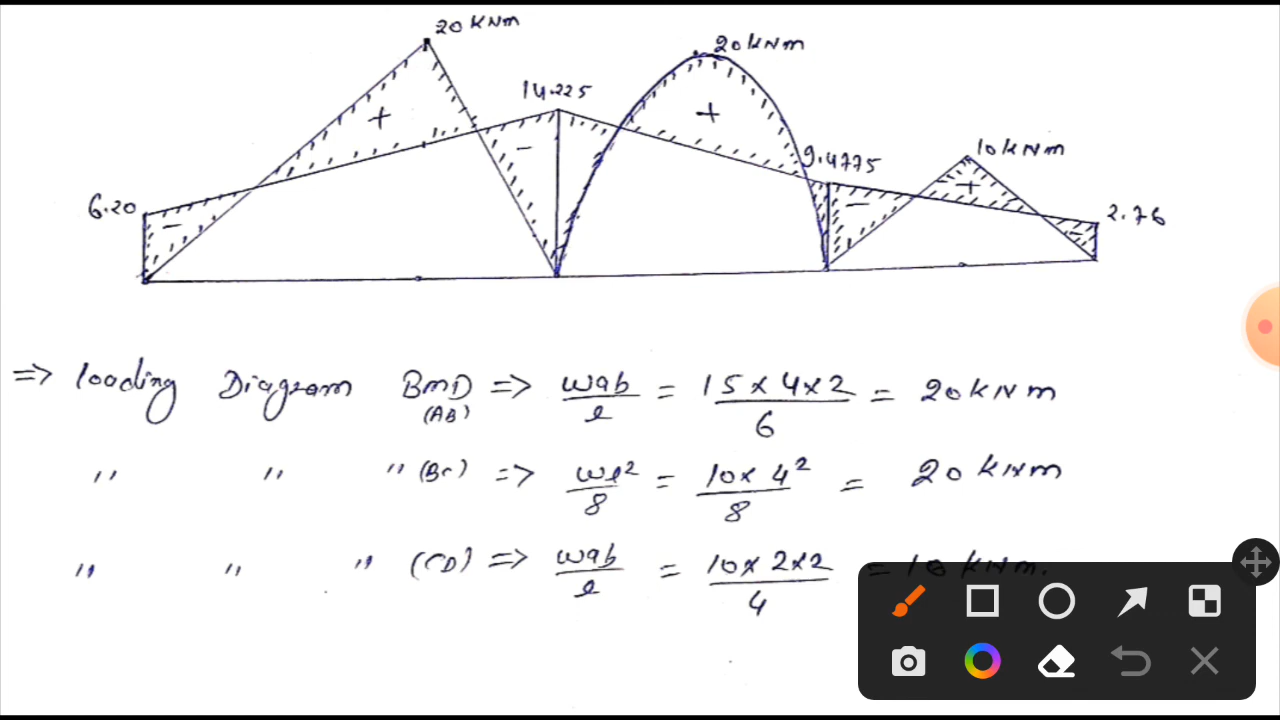 20 kNm
20 kNm
14.225
9.4775
10 kNm
6.20
2.76
+
+
+
−
−
−
−
=> loading Diagram BMD => wab/l = 15 x 4 x 2 / 6 = 20 kNm
(AB)
" " " (BC) => wl²/8 = 10 x 4² / 8 = 20 kNm
" " " (CD) => wab/l = 10 x 2 x 2 / 4 = 10 kNm.